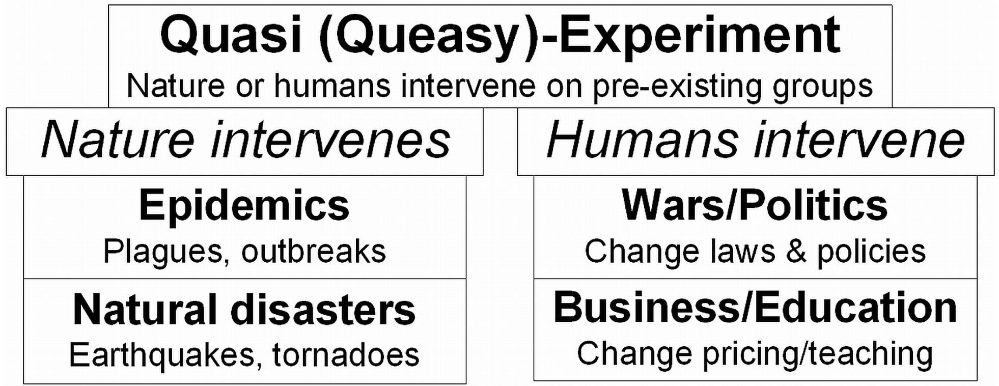 Quasi (Queasy)-Experiment
Nature or humans intervene on pre-existing groups
Nature intervenes
Epidemics
Plagues, outbreaks
Natural disasters
Earthquakes, tornadoes
Humans intervene
Wars/Politics
Change laws & policies
Business/Education
Change pricing/teaching